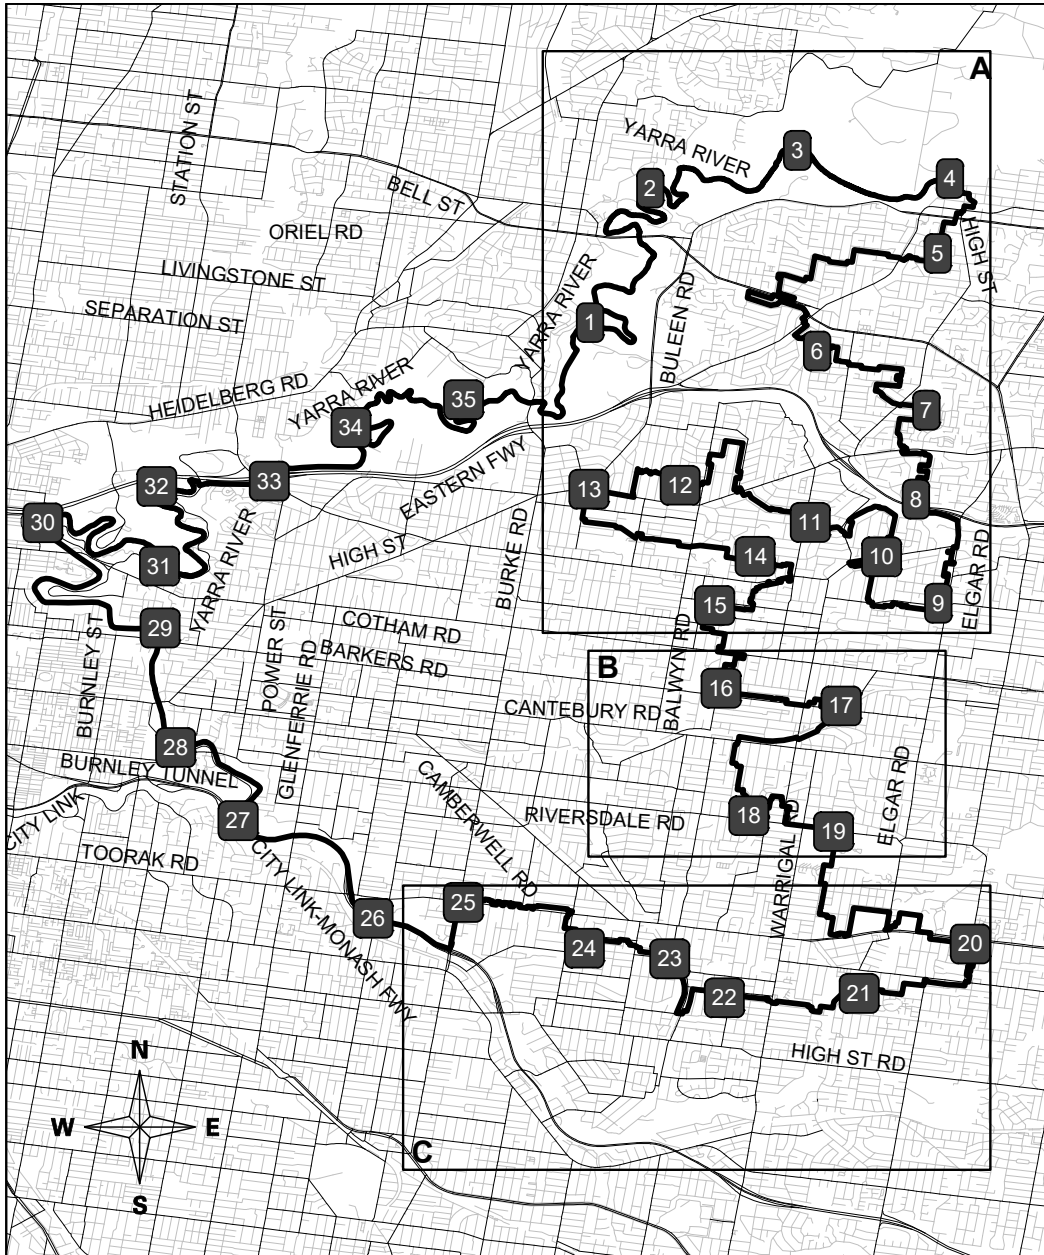 A
YARRA RIVER
3
4
2
STATION ST
BELL ST
HIGH ST
ORIEL RD
5
LIVINGSTONE ST
YARRA RIVER
BULEEN RD
SEPARATION ST
1
6
HEIDELBERG RD
YARRA RIVER
35
7
34
EASTERN FWY
33
32
13
12
8
30
11
HIGH ST
31
14
10
YARRA RIVER
BURKE RD
ELGAR RD
9
15
29
COTHAM RD
POWER ST
BARKERS RD
B
BURNLEY ST
GLENFERRIE RD
BALWYN RD
16
CANTEBURY RD
17
28
BURNLEY TUNNEL
CAMBERWELL RD
ELGAR RD
CITY LINK
27
RIVERSDALE RD
18
19
TOORAK RD
WARRIGAL RD
CITY LINK-MONASH FWY
25
26
24
20
23
22
21
HIGH ST RD
N
W
E
S
C